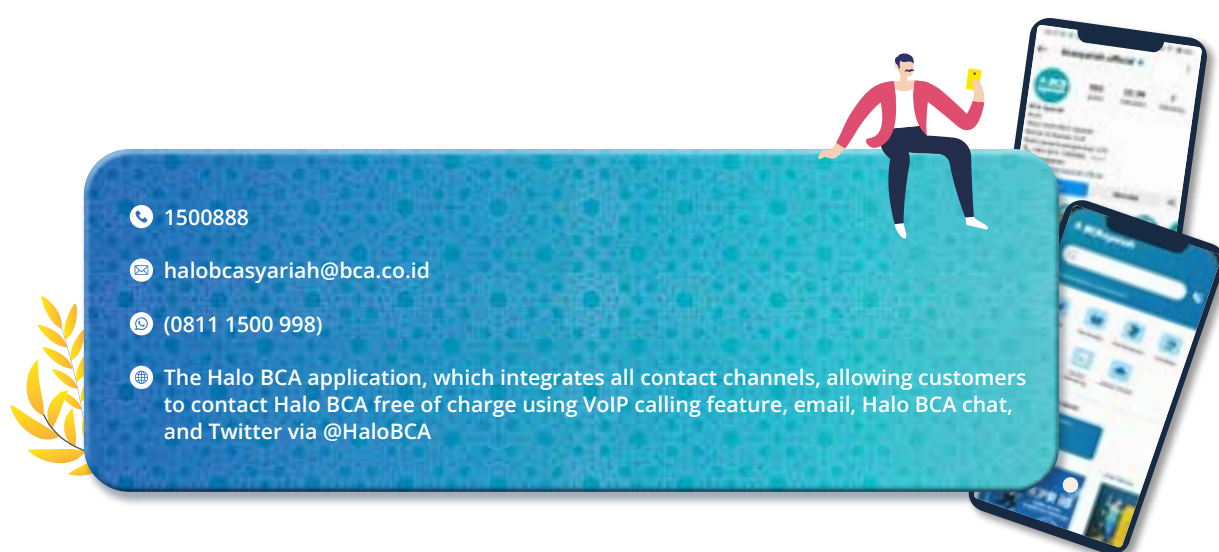 1500888
halobcasyariah@bca.co.id
(0811 1500 998)
The Halo BCA application, which integrates all contact channels, allowing customers
to contact Halo BCA free of charge using VoIP calling feature, email, Halo BCA chat,
and Twitter via @HaloBCA